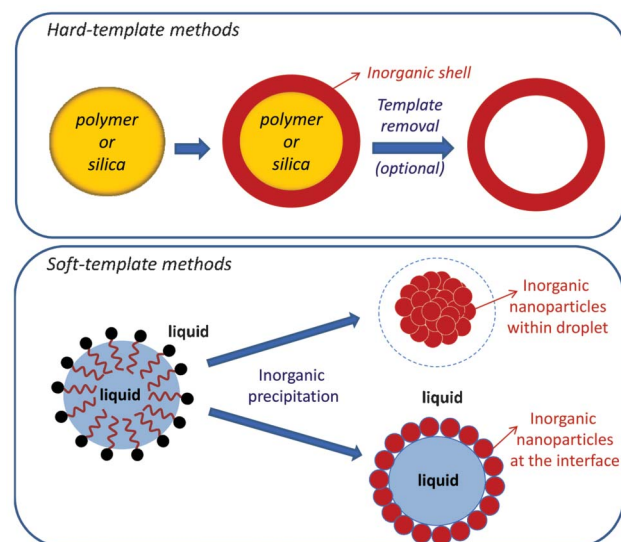 Hard-template methods
Inorganic shell
polymer
or
silica
polymer
or
silica
Template
removal
(optional)
Soft-template methods
liquid
liquid
Inorganic
precipitation
Inorganic
nanoparticles
within droplet
liquid
liquid
Inorganic
nanoparticles
at the interface